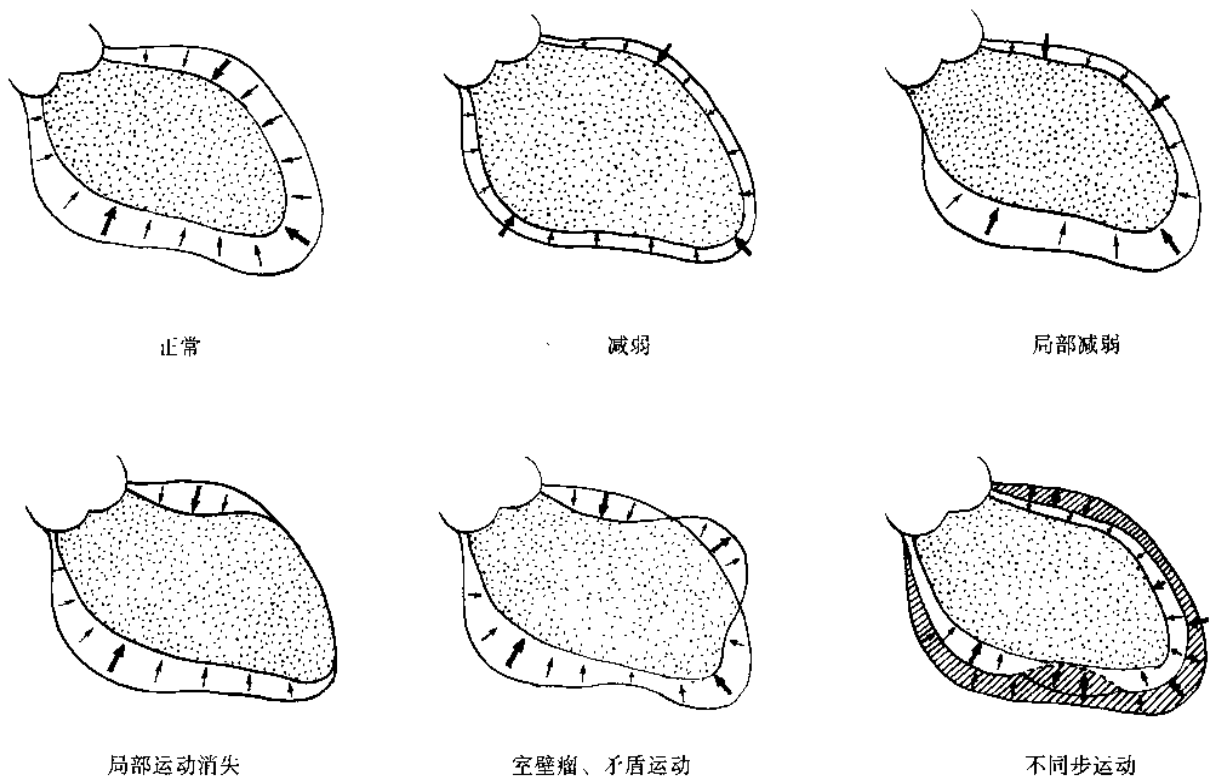 正常
减弱
局部减弱
局部运动消失
室壁瘤、矛盾运动
不同步运动